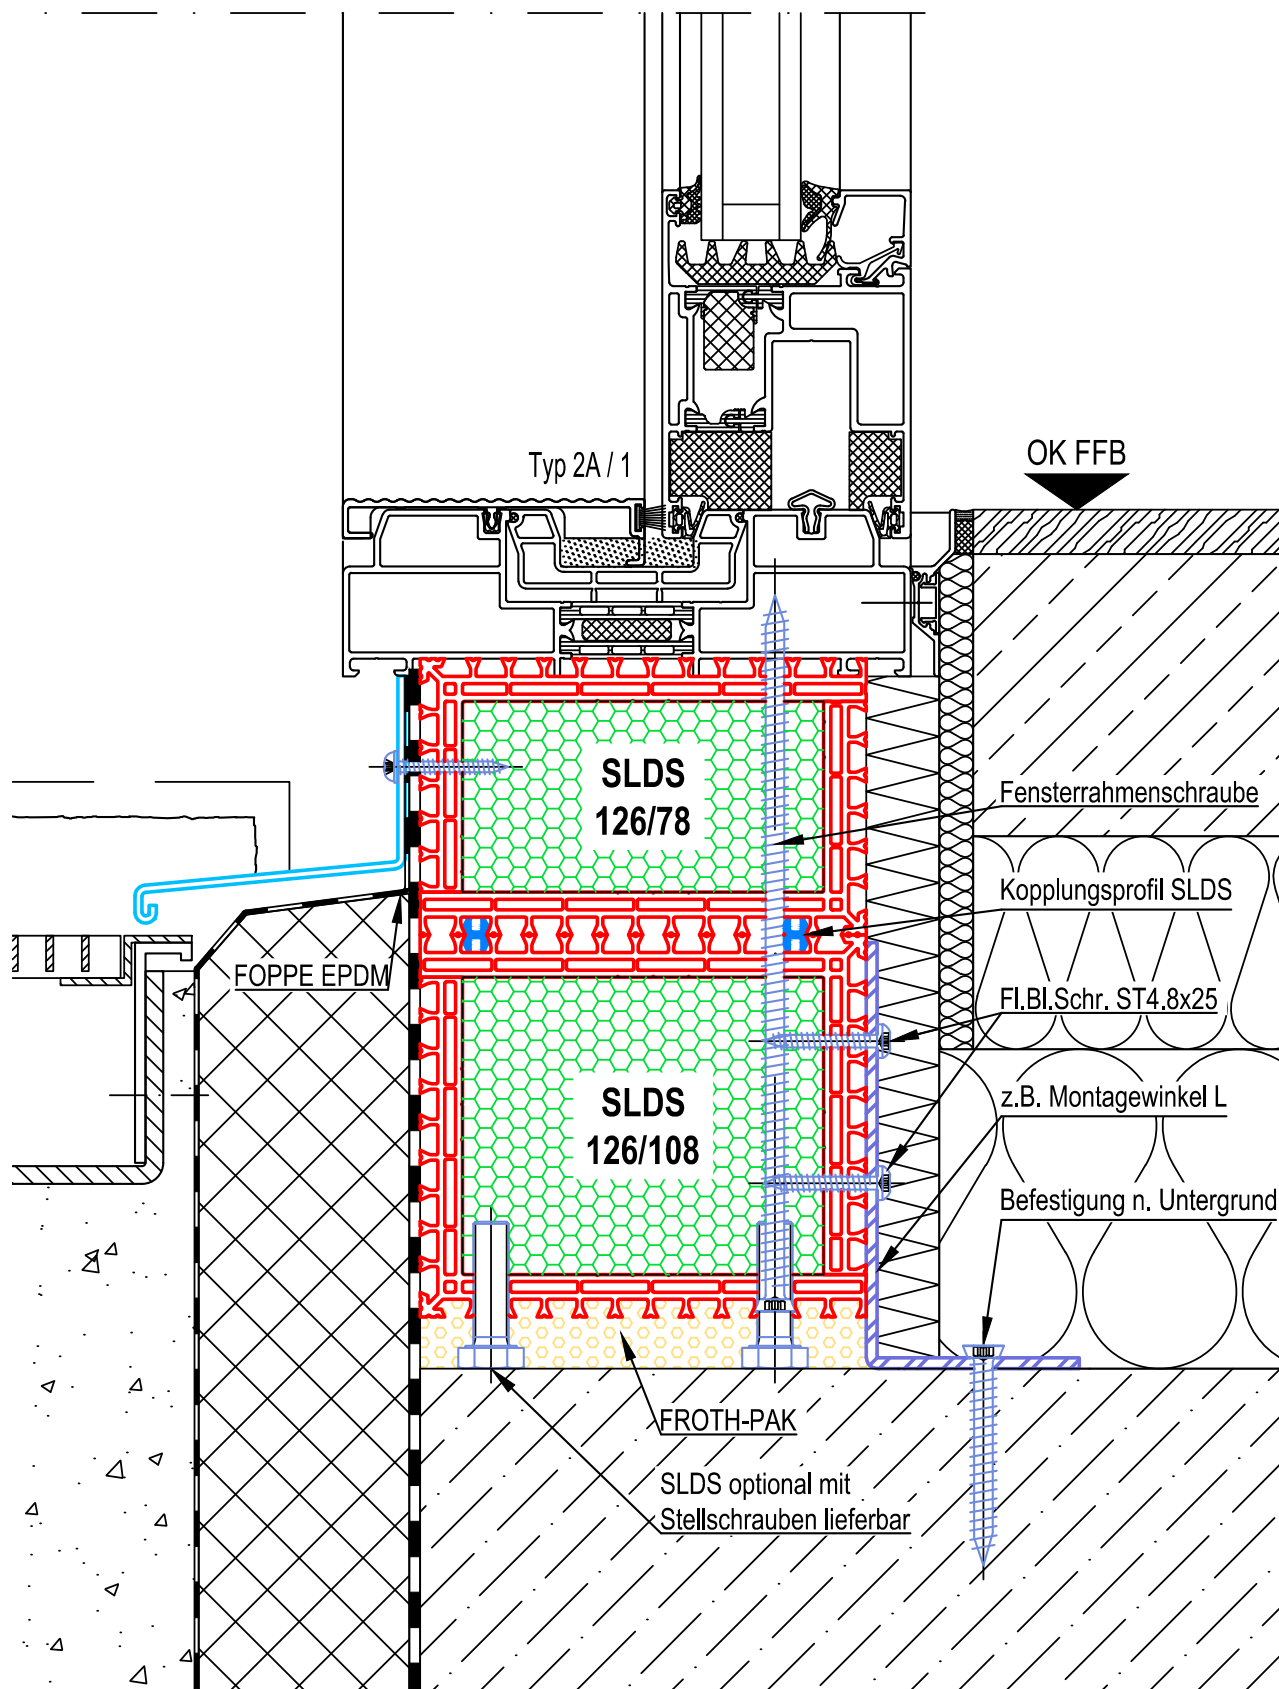 Typ 2A / 1
OK FFB
SLDS
126/78
Fensterrahmenschraube
Kopplungsprofil SLDS
FOPPE EPDM
Fl.Bl.Schr. ST4.8x25
SLDS
126/108
z.B. Montagewinkel L
Befestigung n. Untergrund
FROTH-PAK
SLDS optional mit
Stellschrauben lieferbar